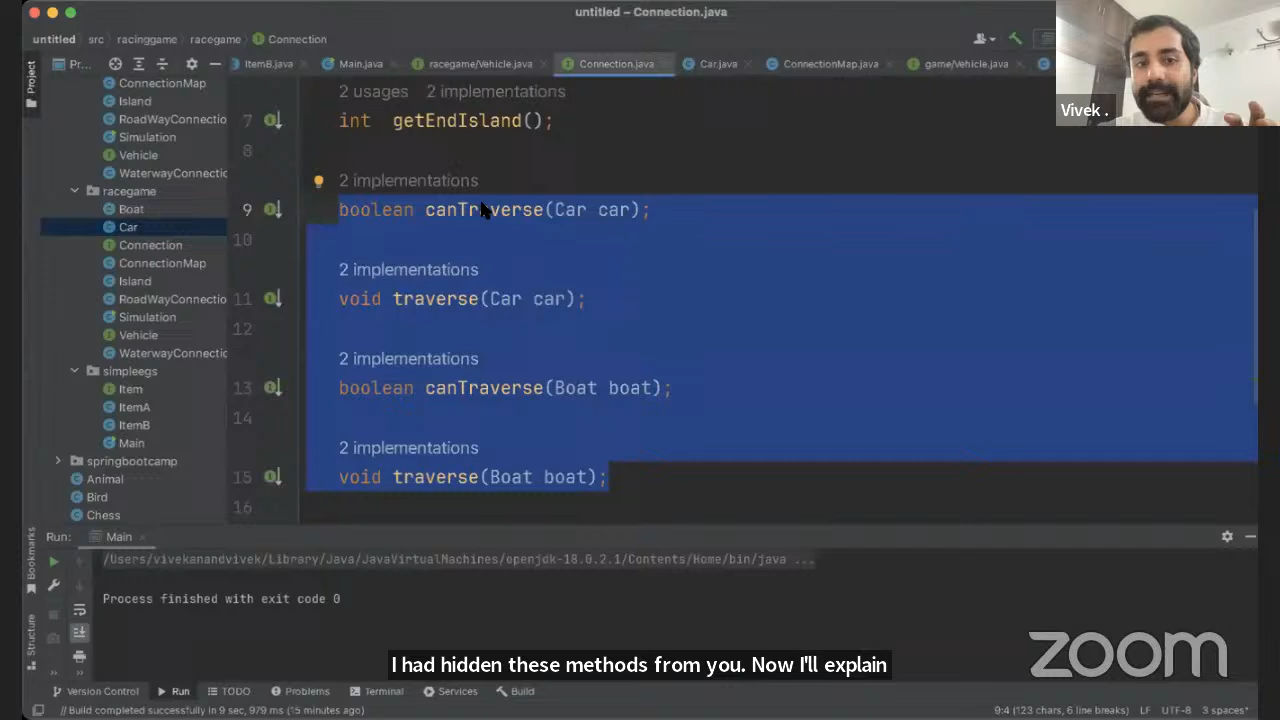 untitled – Connection.java
untitled src racinggame racegame Connection
Project
Pr...
ItemB.java Main.java racegame/Vehicle.java Connection.java Car.java ConnectionMap.java game/Vehicle.java
ConnectionMap
Island
RoadWayConnectio
Simulation
Vehicle
WaterwayConnectic
racegame
Boat
Car
Connection
ConnectionMap
Island
RoadWayConnectio
Simulation
Vehicle
WaterwayConnectic
simpleegs
Item
ItemA
ItemB
Main
springbootcamp
Animal
Bird
Chess
2 usages 2 implementations
7 int getEndIsland();
8
2 implementations
9 boolean canTraverse(Car car);
10
2 implementations
11 void traverse(Car car);
12
2 implementations
13 boolean canTraverse(Boat boat);
14
2 implementations
15 void traverse(Boat boat);
16
Vivek .
Run: Main
Bookmarks
Structure
/Users/vivekanandvivek/Library/Java/JavaVirtualMachines/openjdk-18.0.2.1/Contents/Home/bin/java ...
Process finished with exit code 0
I had hidden these methods from you. Now I'll explain
zoom
Version Control Run TODO Problems Terminal Services Build
// Build completed successfully in 9 sec, 979 ms (15 minutes ago)
9:4 (123 chars, 6 line breaks) LF UTF-8 3 spaces*